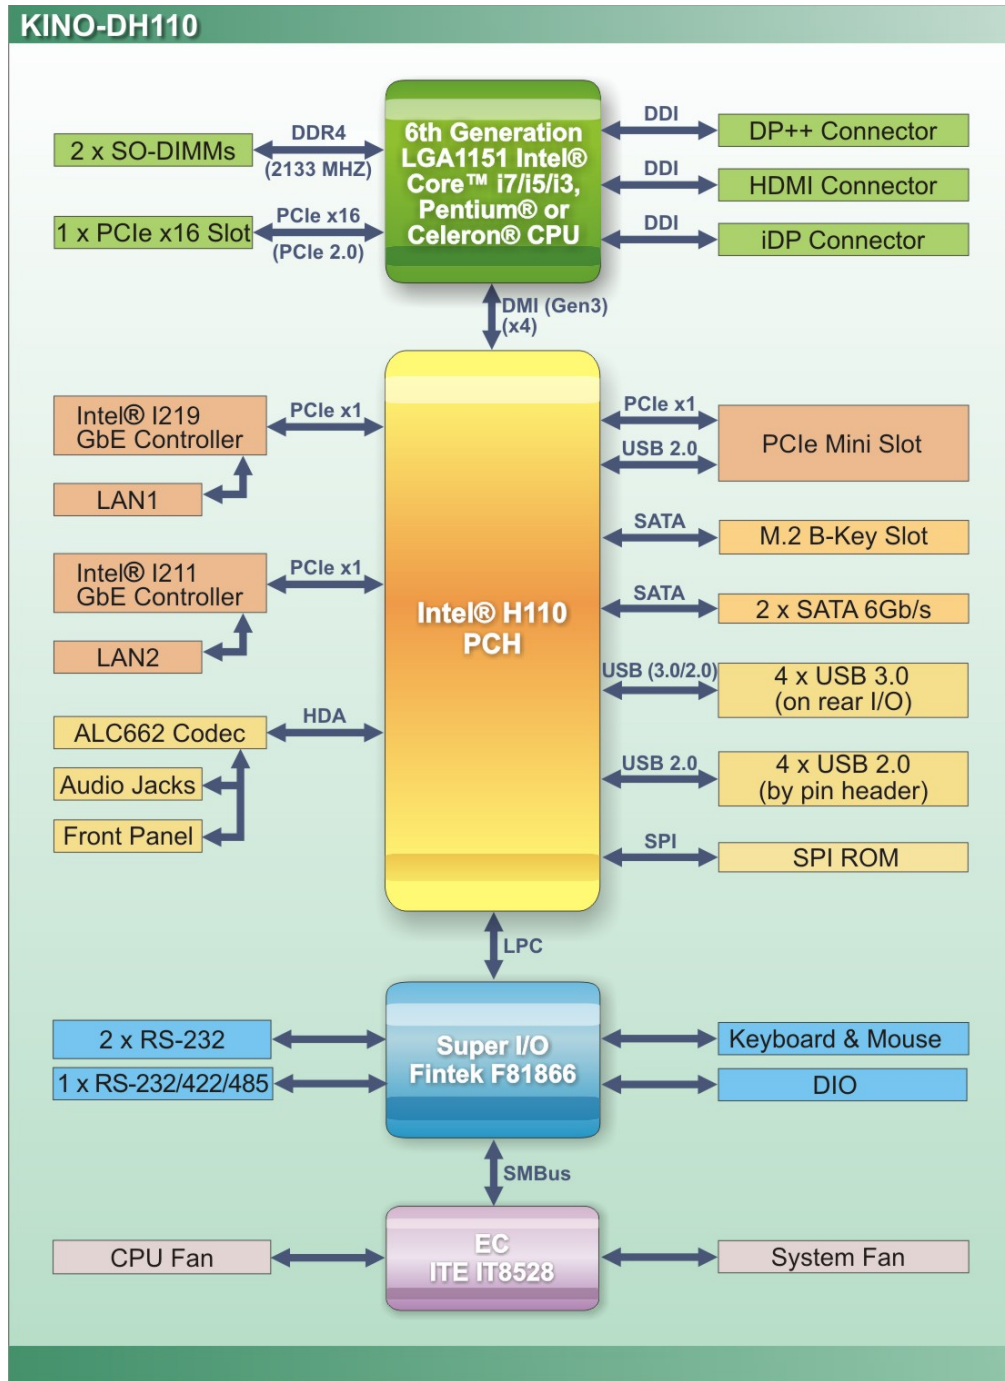 KINO-DH110
6th Generation
LGA1151 Intel®
Core™ i7/i5/i3,
Pentium® or
Celeron® CPU
2 x SO-DIMMs
DDR4
(2133 MHZ)
1 x PCIe x16 Slot
PCIe x16
(PCIe 2.0)
DDI
DP++ Connector
DDI
HDMI Connector
DDI
iDP Connector
DMI (Gen3)
(x4)
Intel® H110
PCH
Intel® I219
GbE Controller
PCIe x1
LAN1
Intel® I211
GbE Controller
PCIe x1
LAN2
ALC662 Codec
HDA
Audio Jacks
Front Panel
PCIe x1
USB 2.0
PCIe Mini Slot
SATA
M.2 B-Key Slot
SATA
2 x SATA 6Gb/s
USB (3.0/2.0)
4 x USB 3.0
(on rear I/O)
USB 2.0
4 x USB 2.0
(by pin header)
SPI
SPI ROM
LPC
Super I/O
Fintek F81866
2 x RS-232
1 x RS-232/422/485
Keyboard & Mouse
DIO
SMBus
EC
ITE IT8528
CPU Fan
System Fan